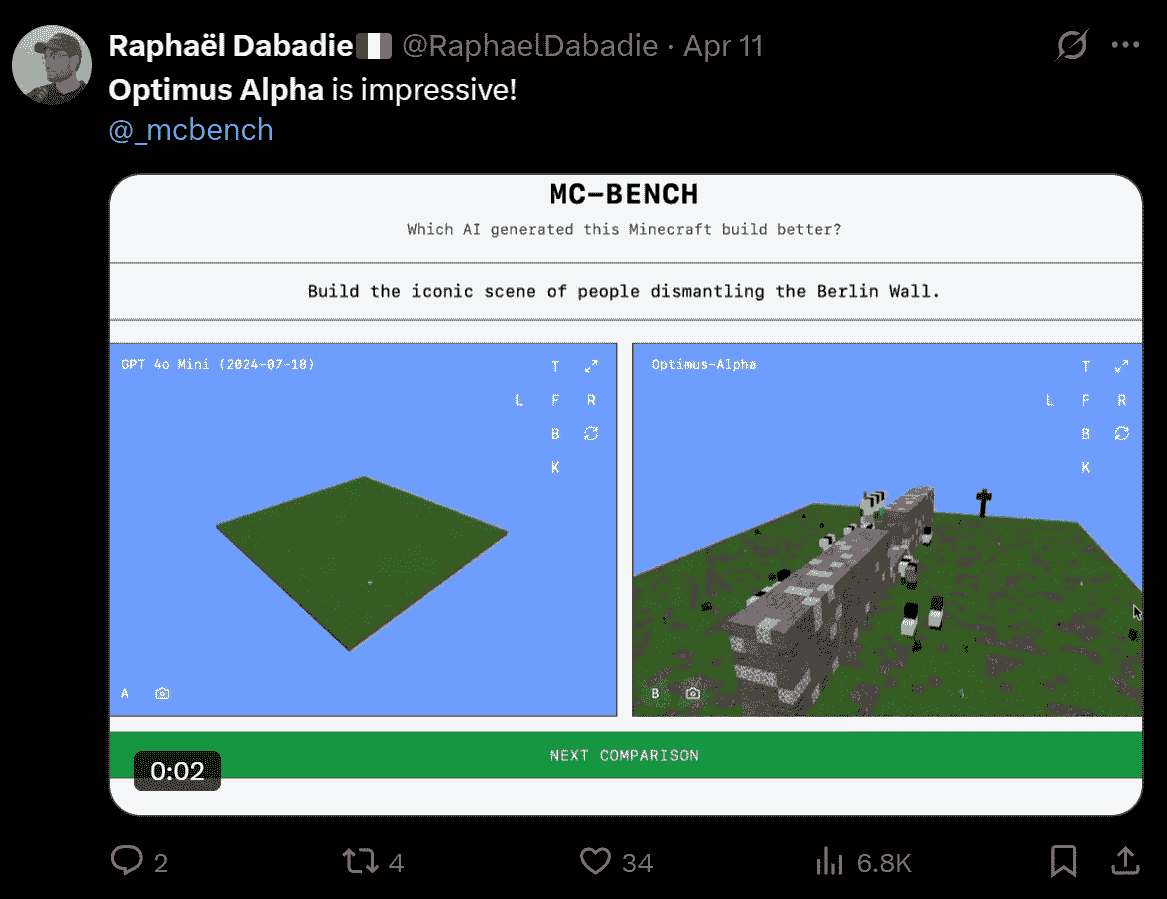 Raphaël Dabadie @RaphaelDabadie · Apr 11
Optimus Alpha is impressive!
@_mcbench
MC-BENCH
Which AI generated this Minecraft build better?
Build the iconic scene of people dismantling the Berlin Wall.
GPT 4o Mini (2024-07-18)
T
L F R
B
K
A
Optimus-Alpha
T
L F R
B
K
B
NEXT COMPARISON
0:02
2 4 34 6.8K